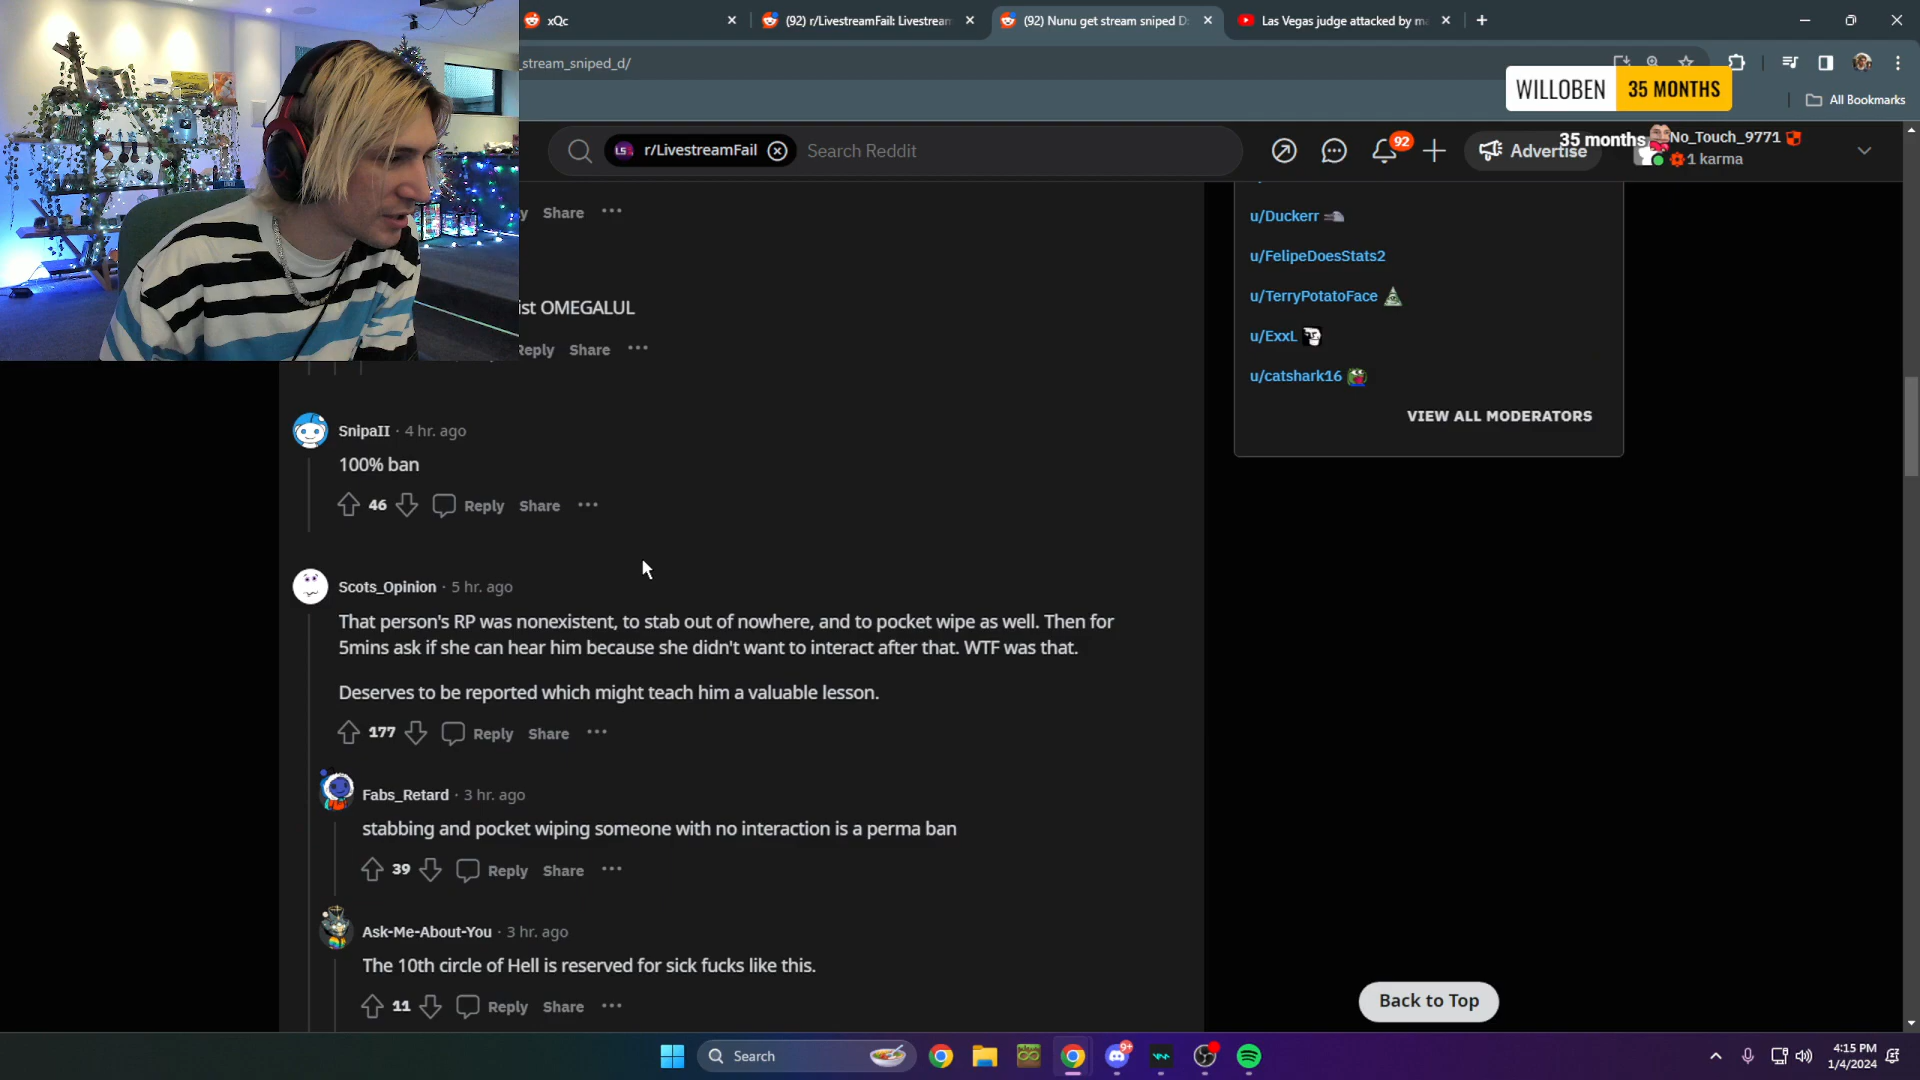 xQc
(92) r/LivestreamFail: Livestream
(92) Nunu get stream sniped D
Las Vegas judge attacked by m
_stream_sniped_d/
WILLOBEN 35 MONTHS
All Bookmarks
r/LivestreamFail
Search Reddit
92
Advertise
35 months
No_Touch_9771
1 karma
Share
ist OMEGALUL
Reply Share
SnipaII · 4 hr. ago
100% ban
46 Reply Share
Scots_Opinion · 5 hr. ago
That person's RP was nonexistent, to stab out of nowhere, and to pocket wipe as well. Then for
5mins ask if she can hear him because she didn't want to interact after that. WTF was that.
Deserves to be reported which might teach him a valuable lesson.
177 Reply Share
Fabs_Retard · 3 hr. ago
stabbing and pocket wiping someone with no interaction is a perma ban
39 Reply Share
Ask-Me-About-You · 3 hr. ago
The 10th circle of Hell is reserved for sick fucks like this.
11 Reply Share
u/Duckerr
u/FelipeDoesStats2
u/TerryPotatoFace
u/ExxL
u/catshark16
VIEW ALL MODERATORS
Back to Top
Search
9+
4:15 PM
1/4/2024